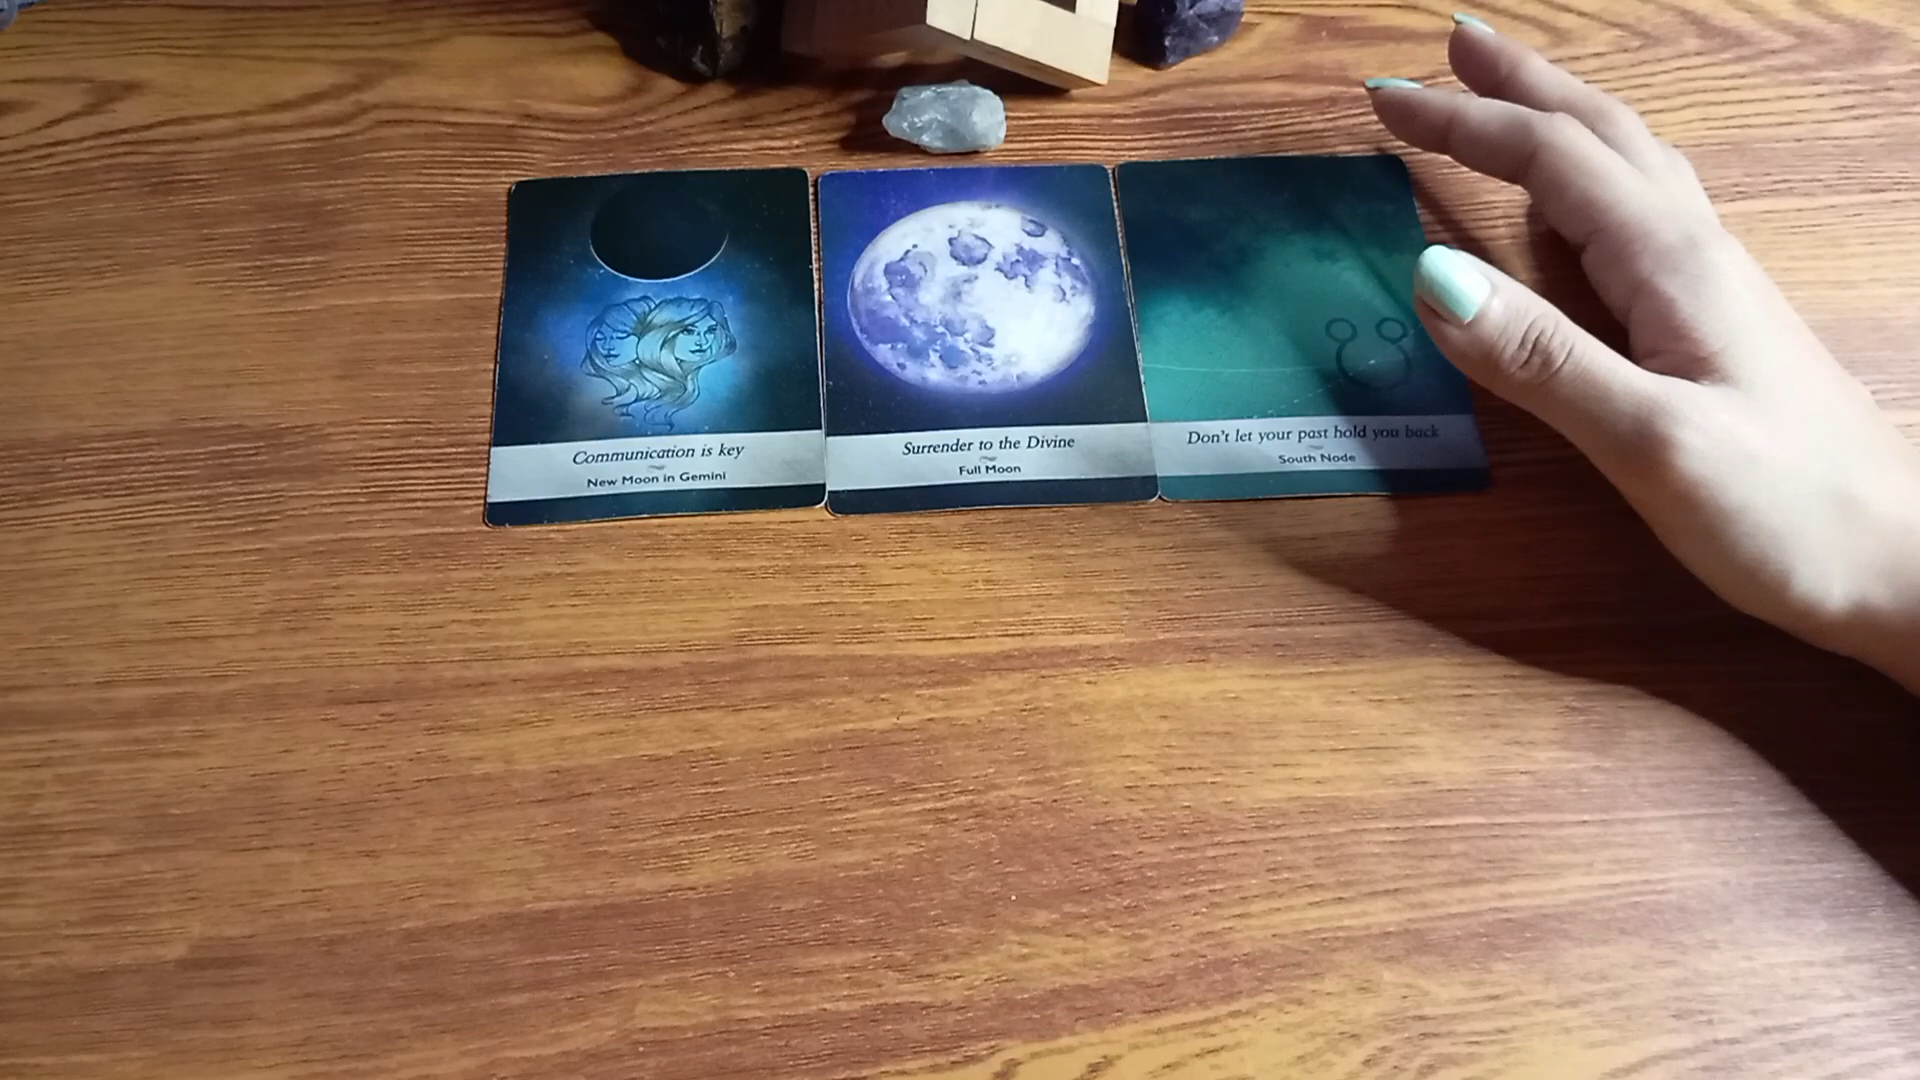 Communication is key
New Moon in Gemini
Surrender to the Divine
Full Moon
Don't let your past hold you back
South Node